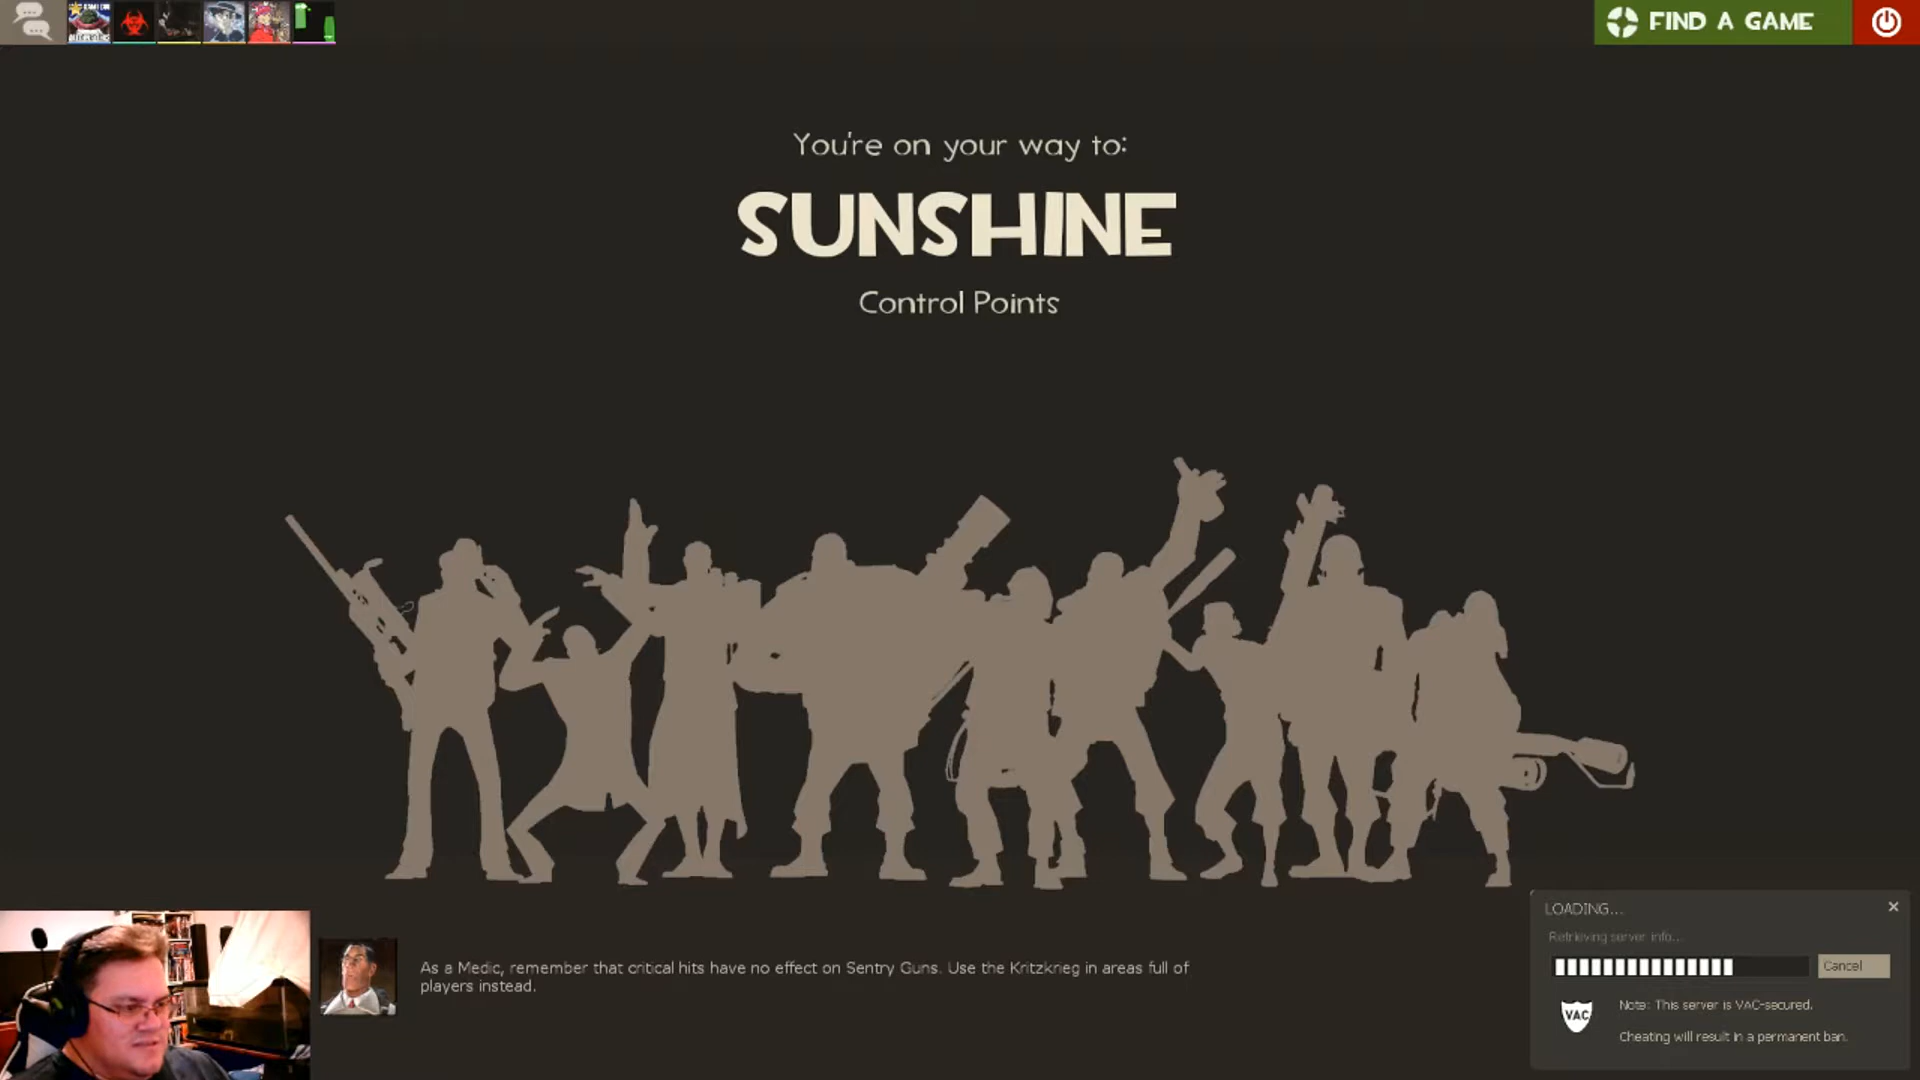 FIND A GAME
You're on your way to:
SUNSHINE
Control Points
As a Medic, remember that critical hits have no effect on Sentry Guns. Use the Kritzkrieg in areas full of
players instead.
LOADING...
Retrieving server info...
Cancel
VAC
Note: This server is VAC-secured.
Cheating will result in a permanent ban.